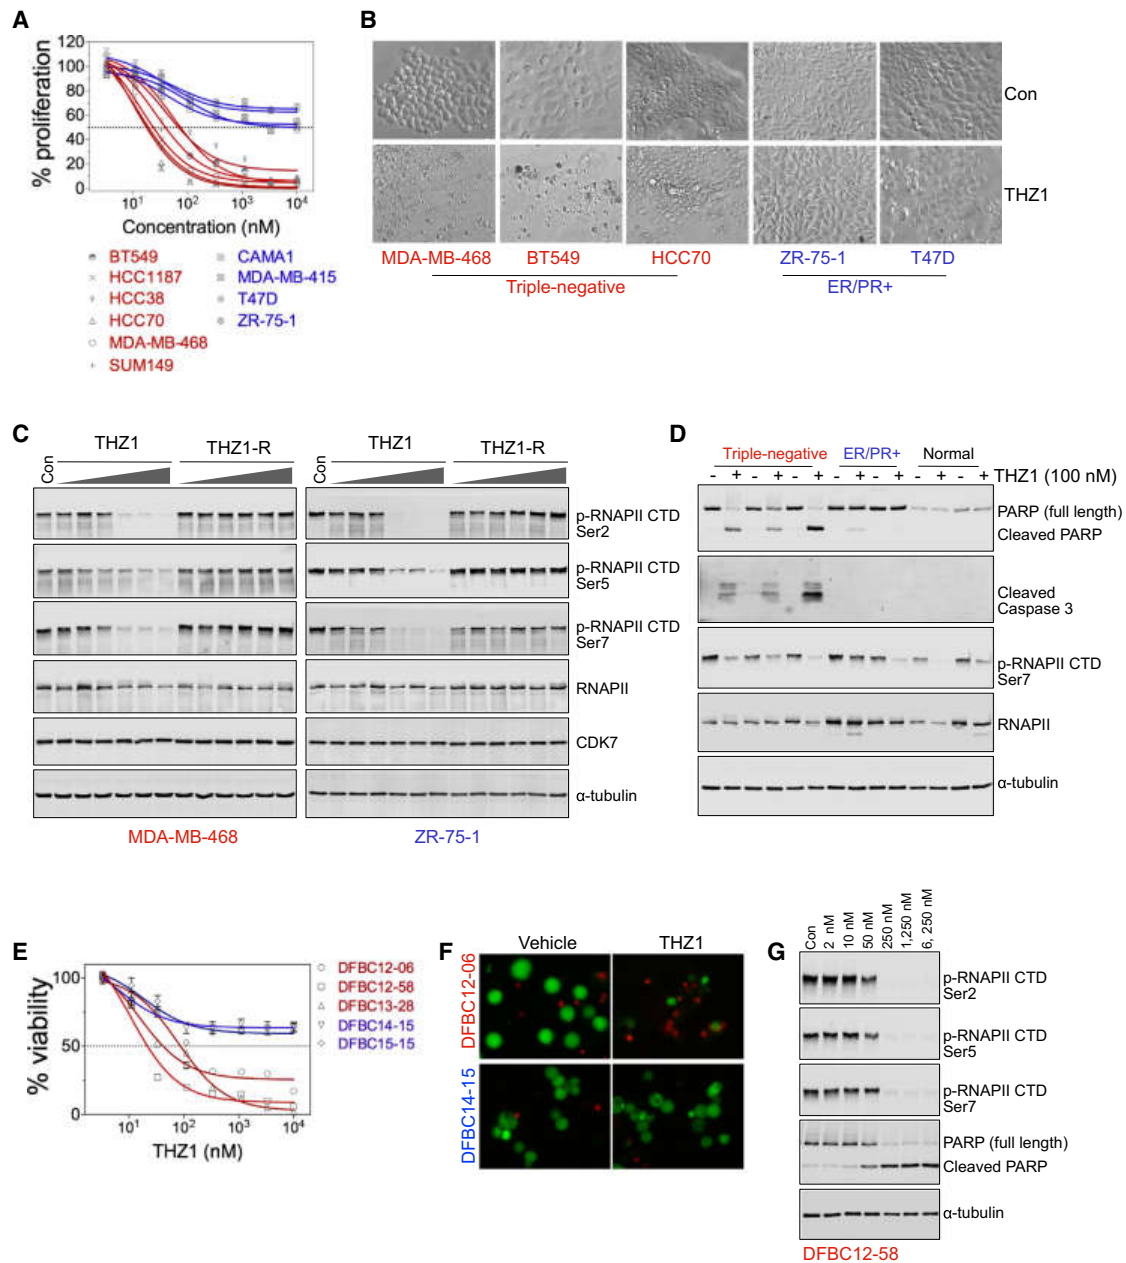 A
120
100
80
60
40
20
0
% proliferation
10¹ 10² 10³ 10⁴
Concentration (nM)
BT549
HCC1187
HCC38
HCC70
MDA-MB-468
SUM149
CAMA1
MDA-MB-415
T47D
ZR-75-1
B
Con
THZ1
MDA-MB-468 BT549 HCC70 ZR-75-1 T47D
Triple-negative ER/PR+
C
Con THZ1 THZ1-R Con THZ1 THZ1-R
p-RNAPII CTD
Ser2
p-RNAPII CTD
Ser5
p-RNAPII CTD
Ser7
RNAPII
CDK7
α-tubulin
MDA-MB-468 ZR-75-1
D
Triple-negative ER/PR+ Normal
- + - + - + - + - + - + - + THZ1 (100 nM)
PARP (full length)
Cleaved PARP
Cleaved
Caspase 3
p-RNAPII CTD
Ser7
RNAPII
α-tubulin
E
100
50
0
% viability
10¹ 10² 10³ 10⁴
THZ1 (nM)
DFBC12-06
DFBC12-58
DFBC13-28
DFBC14-15
DFBC15-15
F
Vehicle THZ1
DFBC12-06
DFBC14-15
G
Con 2 nM 10 nM 50 nM 250 nM 1,250 nM 6, 250 nM
p-RNAPII CTD
Ser2
p-RNAPII CTD
Ser5
p-RNAPII CTD
Ser7
PARP (full length)
Cleaved PARP
α-tubulin
DFBC12-58